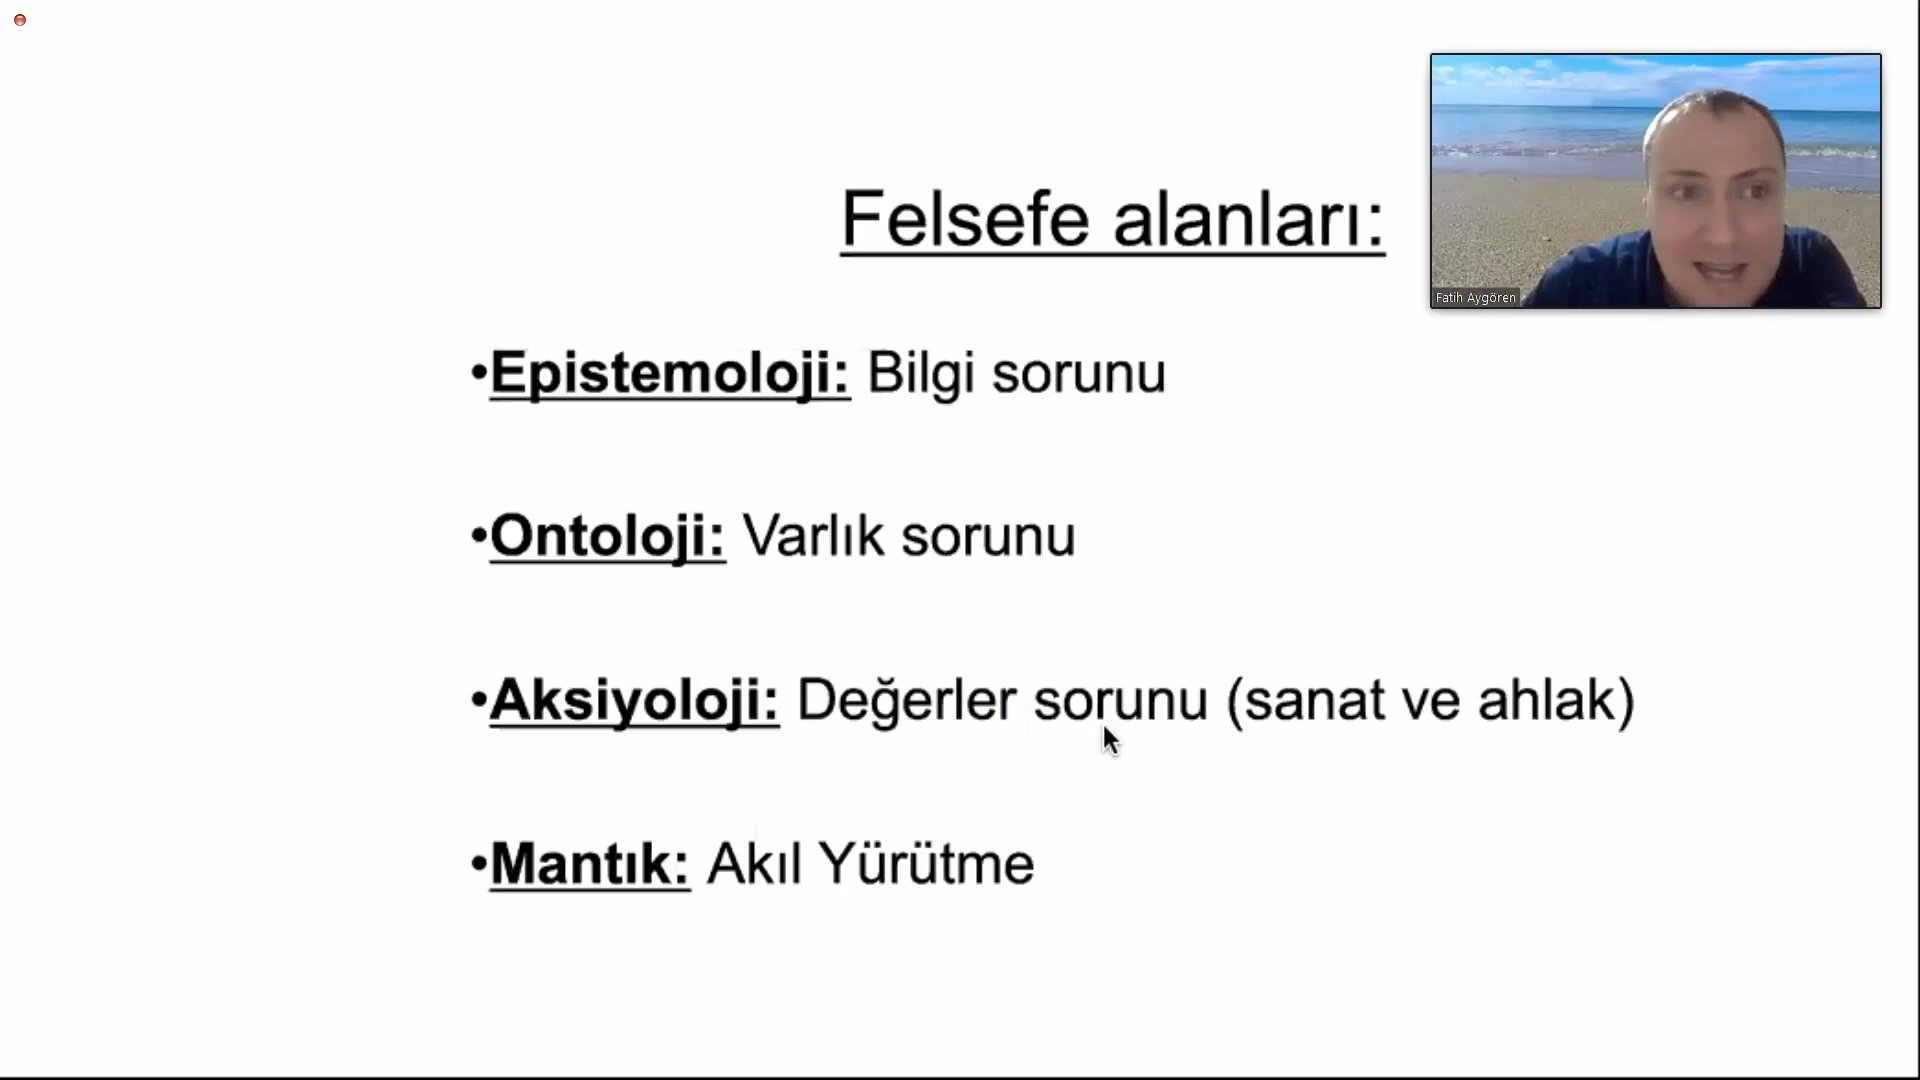 Felsefe alanları:
Fatih Aygören
•Epistemoloji: Bilgi sorunu
•Ontoloji: Varlık sorunu
•Aksiyoloji: Değerler sorunu (sanat ve ahlak)
•Mantık: Akıl Yürütme